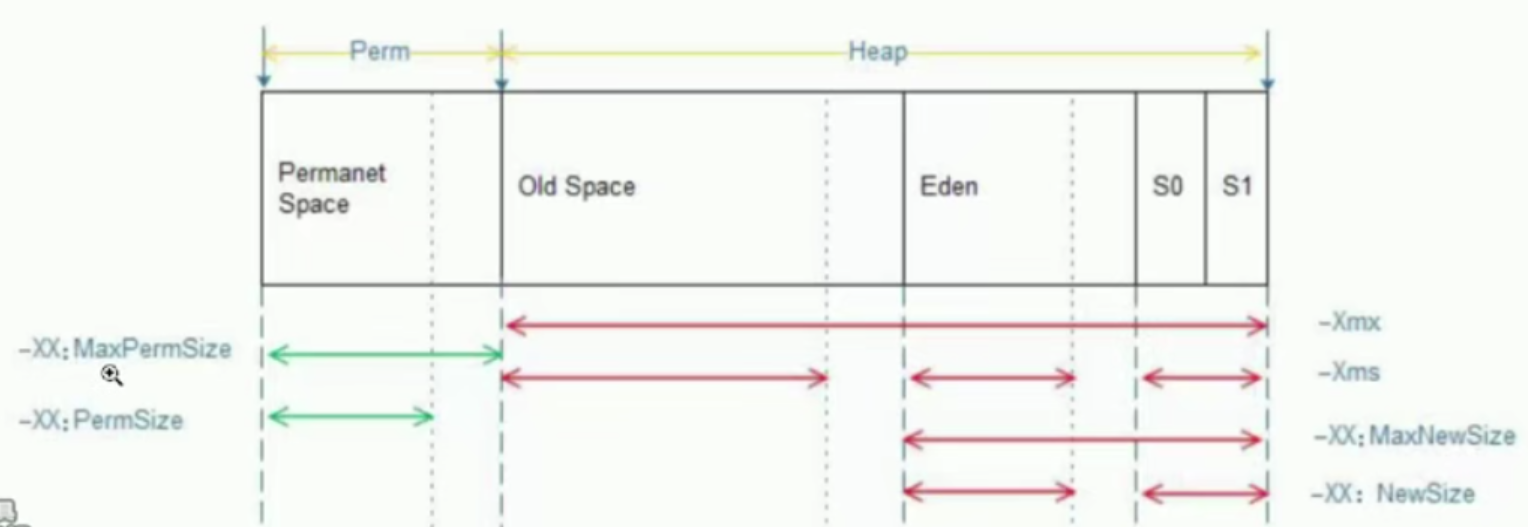 Perm
Heap
Permanet
Space
Old Space
Eden
S0
S1
-Xmx
-XX:MaxPermSize
-Xms
-XX:PermSize
-XX:MaxNewSize
-XX: NewSize